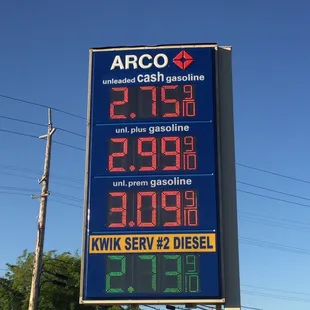 ARCO
unleaded cash gasoline
2.75 9/10
unl. plus gasoline
2.99 9/10
unl. prem gasoline
3.09 9/10
KWIK SERV #2 DIESEL
2.73 9/10